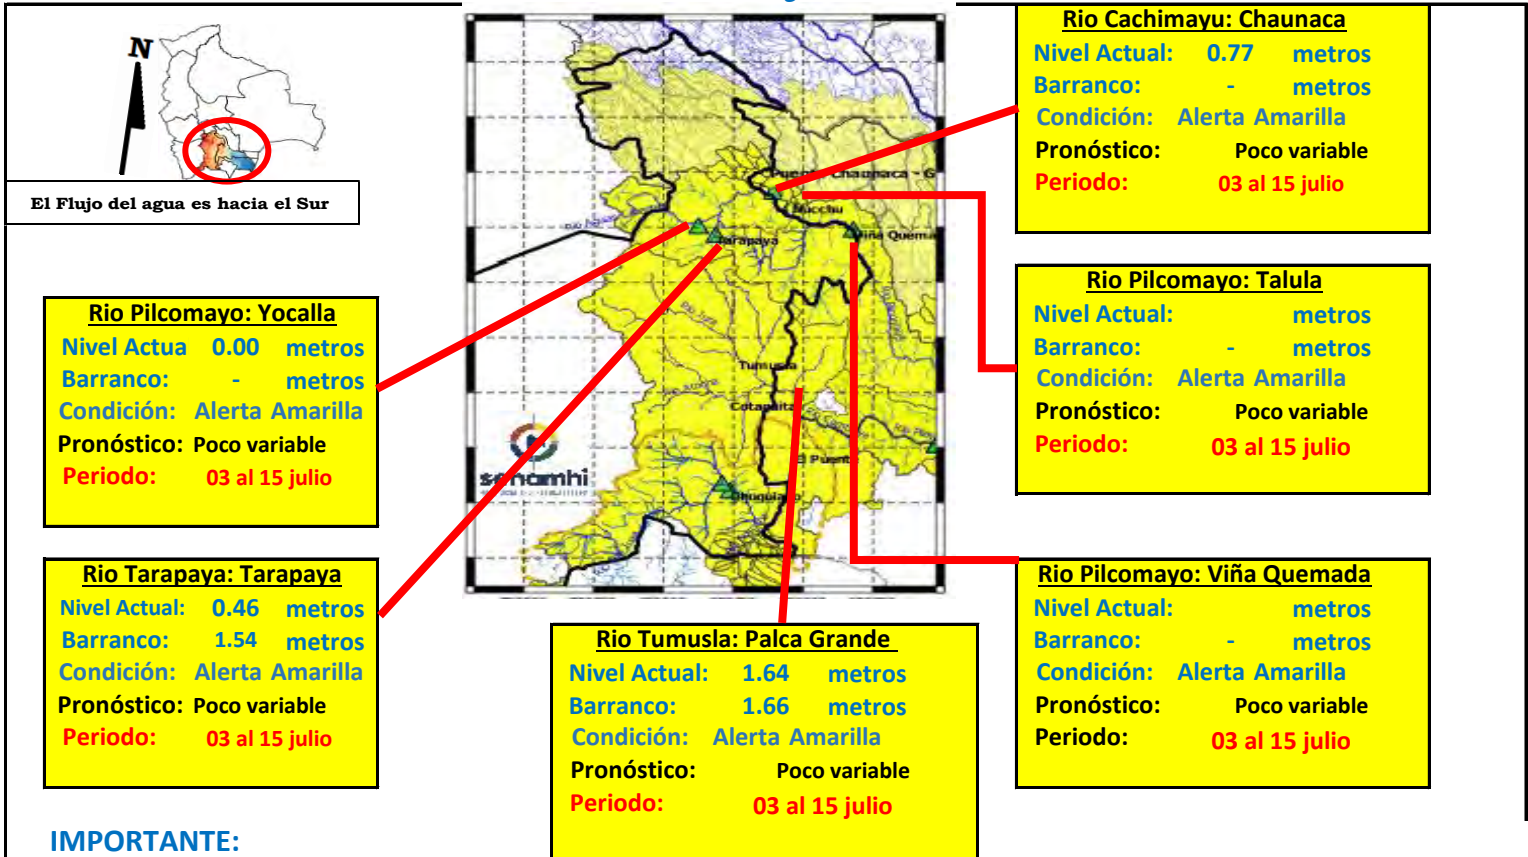 N
El Flujo del agua es hacia el Sur
Rio Pilcomayo: Yocalla
Nivel Actua 0.00 metros
Barranco: - metros
Condición: Alerta Amarilla
Pronóstico: Poco variable
Periodo: 03 al 15 julio
Rio Tarapaya: Tarapaya
Nivel Actual: 0.46 metros
Barranco: 1.54 metros
Condición: Alerta Amarilla
Pronóstico: Poco variable
Periodo: 03 al 15 julio
IMPORTANTE:
Puente Chaunaca - G
Ñucchu
Viña Quema
Tarapaya
Tumusla
Cotagaita
El Puente
Chuquiago
senamhi
Rio Tumusla: Palca Grande
Nivel Actual: 1.64 metros
Barranco: 1.66 metros
Condición: Alerta Amarilla
Pronóstico: Poco variable
Periodo: 03 al 15 julio
Rio Cachimayu: Chaunaca
Nivel Actual: 0.77 metros
Barranco: - metros
Condición: Alerta Amarilla
Pronóstico: Poco variable
Periodo: 03 al 15 julio
Rio Pilcomayo: Talula
Nivel Actual: metros
Barranco: - metros
Condición: Alerta Amarilla
Pronóstico: Poco variable
Periodo: 03 al 15 julio
Rio Pilcomayo: Viña Quemada
Nivel Actual: metros
Barranco: - metros
Condición: Alerta Amarilla
Pronóstico: Poco variable
Periodo: 03 al 15 julio